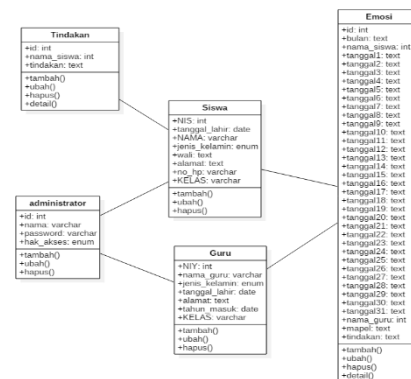 Tindakan
+id: int
+nama_siswa: int
+tindakan: text
+tambah()
+ubah()
+hapus()
+detail()
Siswa
+NIS: int
+tanggal_lahir: date
+NAMA: varchar
+jenis_kelamin: enum
+wali: text
+alamat: text
+no_hp: varchar
+KELAS: varchar
+tambah()
+ubah()
+hapus()
administrator
+id: int
+nama: varchar
+password: varchar
+hak_akses: enum
+tambah()
+ubah()
+hapus()
Guru
+NIY: int
+nama_guru: varchar
+jenis_kelamin: enum
+tanggal_lahir: date
+alamat: text
+tahun_masuk: date
+KELAS: varchar
+tambah()
+ubah()
+hapus()
Emosi
+id: int
+bulan: text
+nama_siswa: int
+tanggal1: text
+tanggal2: text
+tanggal3: text
+tanggal4: text
+tanggal5: text
+tanggal6: text
+tanggal7: text
+tanggal8: text
+tanggal9: text
+tanggal10: text
+tanggal11: text
+tanggal12: text
+tanggal13: text
+tanggal14: text
+tanggal15: text
+tanggal16: text
+tanggal17: text
+tanggal18: text
+tanggal19: text
+tanggal20: text
+tanggal21: text
+tanggal22: text
+tanggal23: text
+tanggal24: text
+tanggal25: text
+tanggal26: text
+tanggal27: text
+tanggal28: text
+tanggal29: text
+tanggal30: text
+tanggal31: text
+nama_guru: int
+mapel: text
+tindakan: text
+tambah()
+ubah()
+hapus()
+detail()